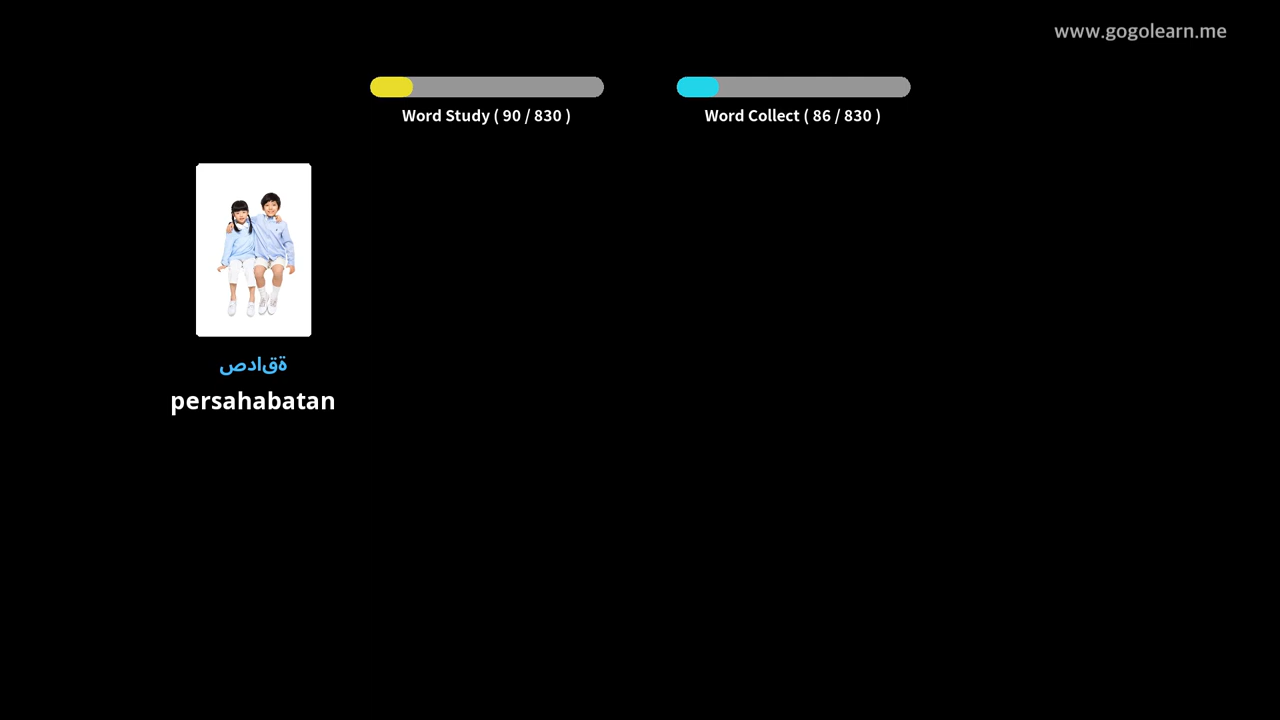 www.gogolearn.me
Word Study ( 90 / 830 )
Word Collect ( 86 / 830 )
ةقادص
persahabatan